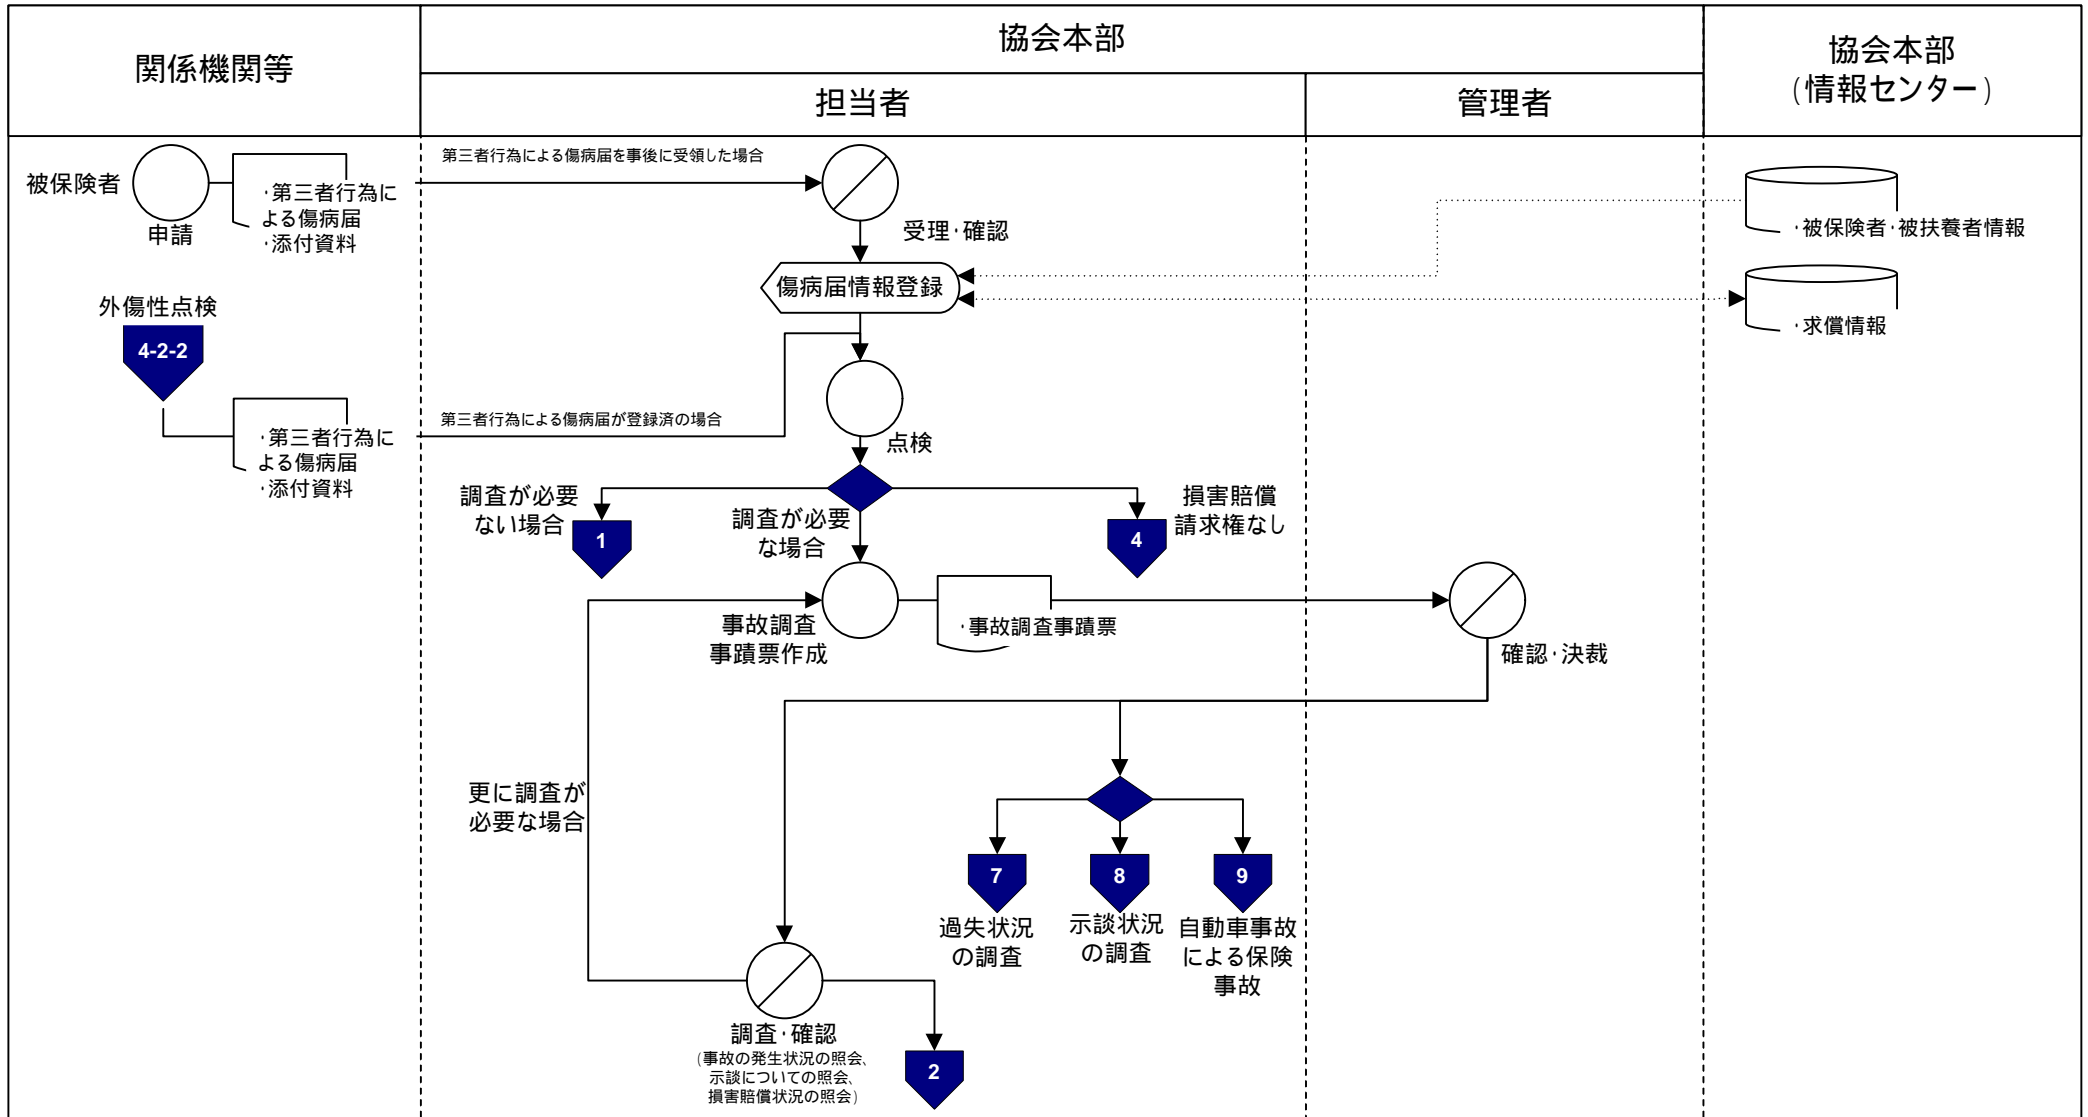 関係機関等
協会本部
担当者
管理者
協会本部
(情報センター)
被保険者
申請
・第三者行為に
よる傷病届
・添付資料
第三者行為による傷病届を事後に受領した場合
受理・確認
・被保険者・被扶養者情報
傷病届情報登録
・求償情報
外傷性点検
4-2-2
・第三者行為に
よる傷病届
・添付資料
第三者行為による傷病届が登録済の場合
点検
調査が必要
ない場合
1
調査が必要
な場合
4
損害賠償
請求権なし
事故調査
事蹟票作成
・事故調査事蹟票
確認・決裁
更に調査が
必要な場合
7
過失状況
の調査
8
示談状況
の調査
9
自動車事故
による保険
事故
調査・確認
(事故の発生状況の照会、
示談についての照会、
損害賠償状況の照会)
2